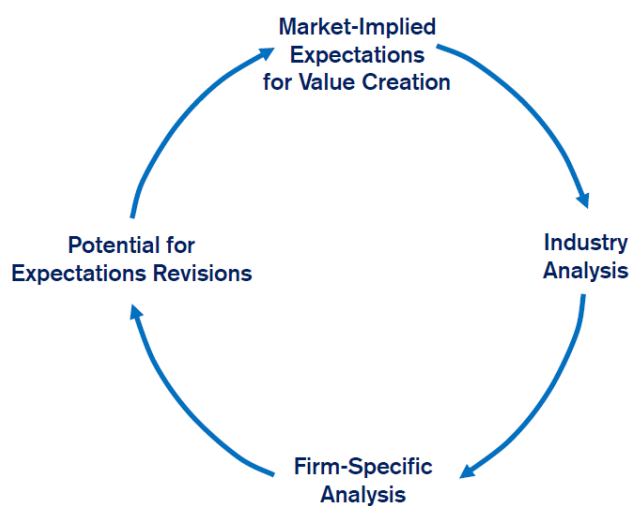 Market-Implied
Expectations
for Value Creation
Industry
Analysis
Firm-Specific
Analysis
Potential for
Expectations Revisions